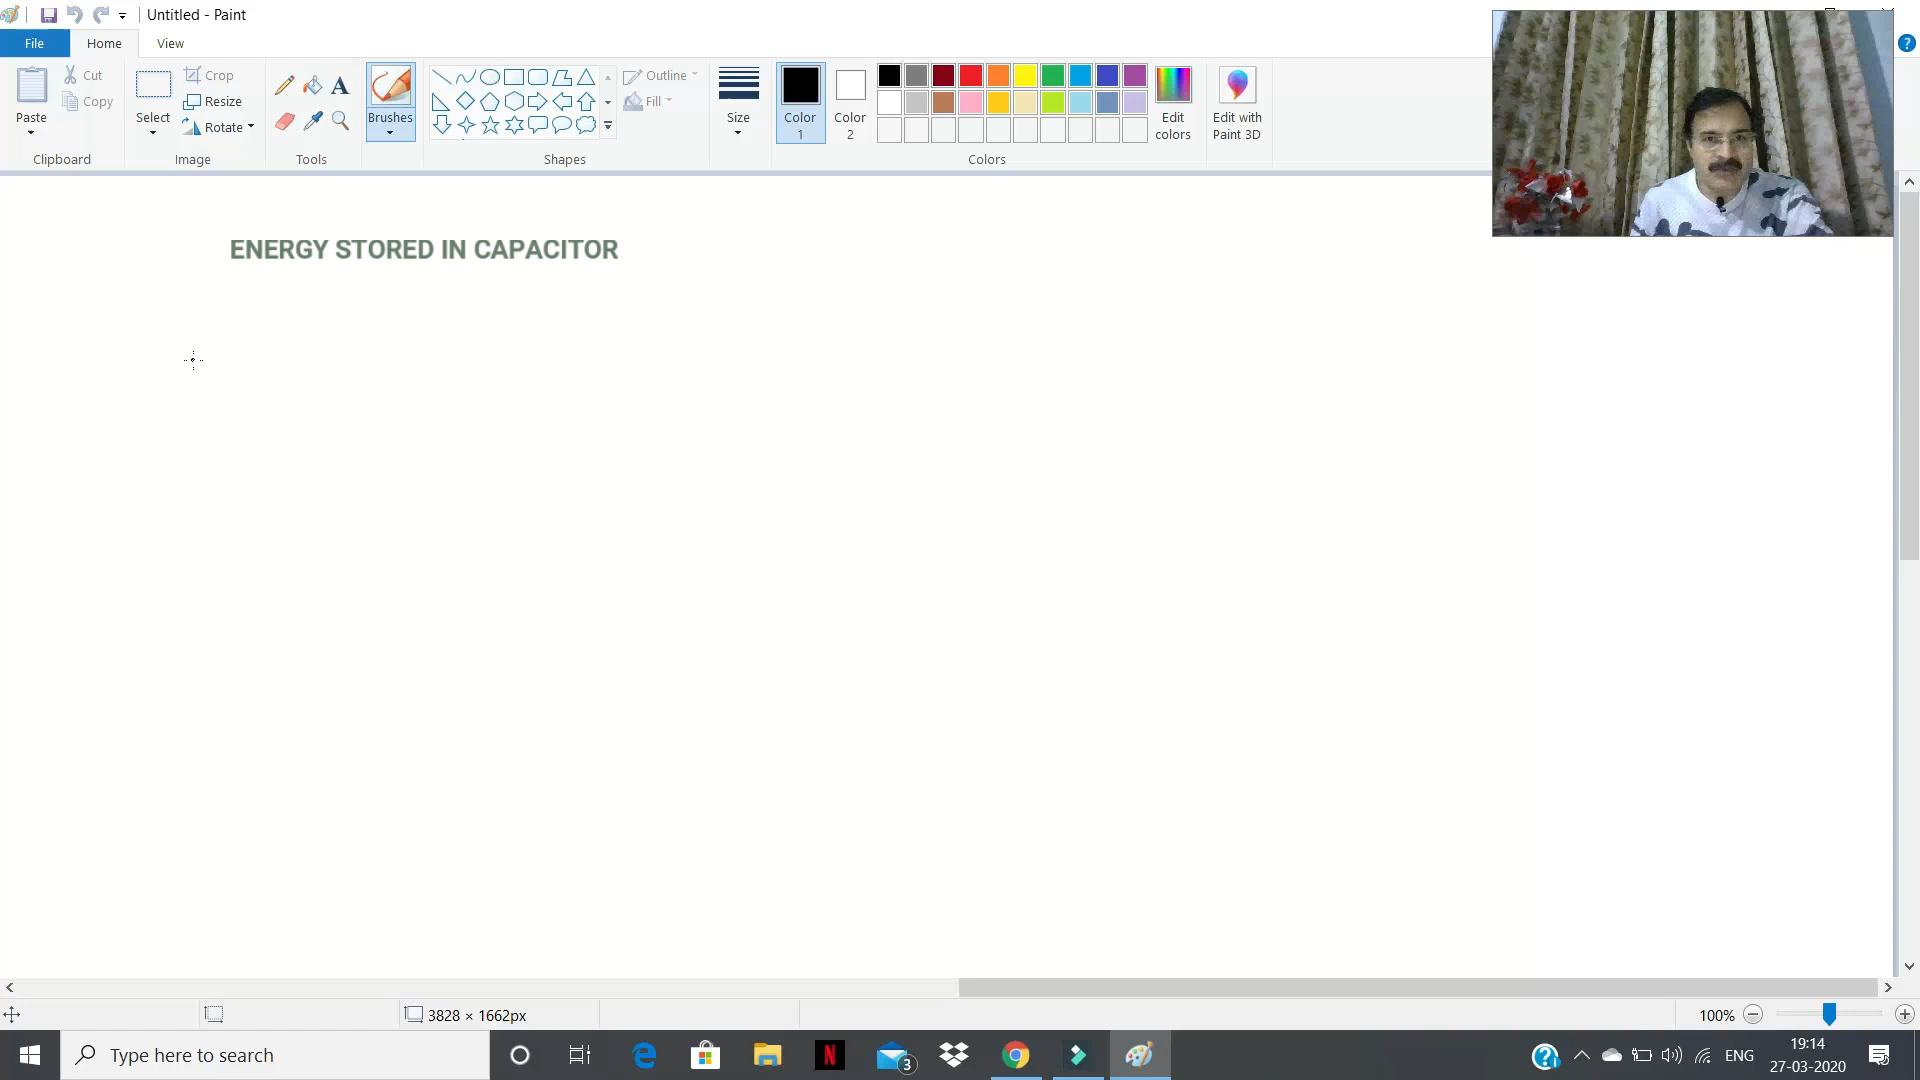 Untitled - Paint
File
Home
View
Paste
Cut
Copy
Clipboard
Select
Crop
Resize
Rotate
Image
Tools
Brushes
Shapes
Outline
Fill
Size
Color
1
Color
2
Colors
Edit
colors
Edit with
Paint 3D
ENERGY STORED IN CAPACITOR
3828 × 1662px
100%
Type here to search
3
ENG
19:14
27-03-2020